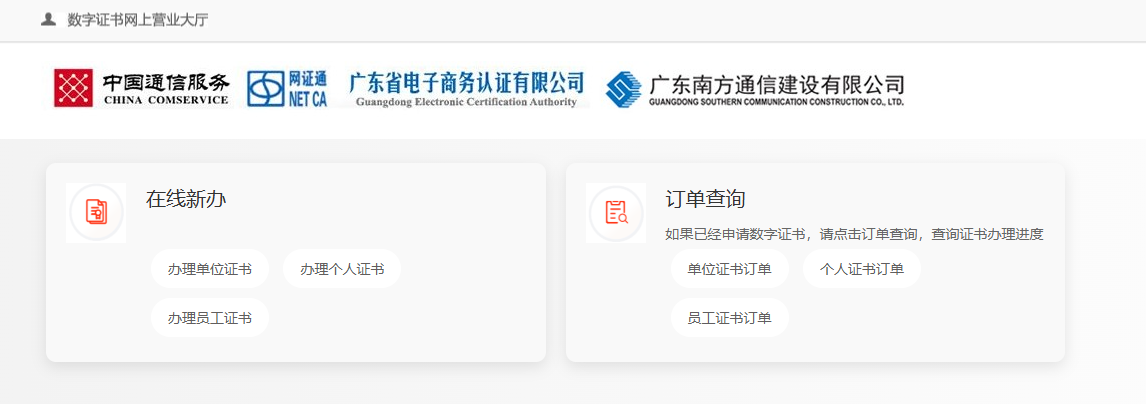 数字证书网上营业大厅
中国通信服务
CHINA COMSERVICE
网证通
NET CA
广东省电子商务认证有限公司
Guangdong Electronic Certification Authority
广东南方通信建设有限公司
GUANGDONG SOUTHERN COMMUNICATION CONSTRUCTION CO., LTD.
在线新办
办理单位证书 办理个人证书
办理员工证书
订单查询
如果已经申请数字证书，请点击订单查询，查询证书办理进度
单位证书订单 个人证书订单
员工证书订单